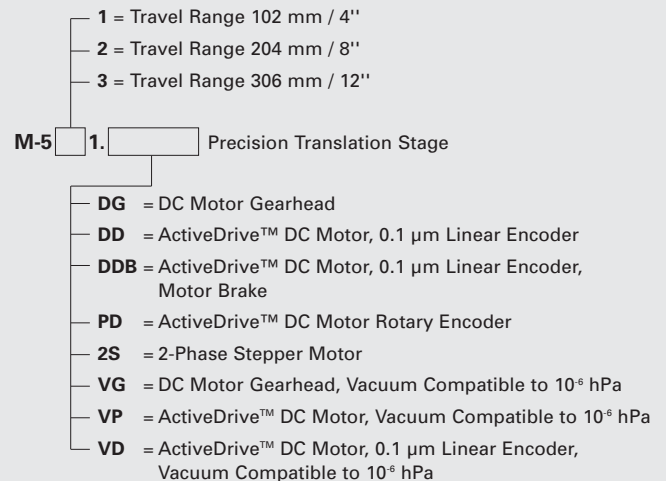 1 = Travel Range 102 mm / 4''
2 = Travel Range 204 mm / 8''
3 = Travel Range 306 mm / 12''
M-5 1. Precision Translation Stage
DG = DC Motor Gearhead
DD = ActiveDrive™ DC Motor, 0.1 µm Linear Encoder
DDB = ActiveDrive™ DC Motor, 0.1 µm Linear Encoder,
Motor Brake
PD = ActiveDrive™ DC Motor Rotary Encoder
2S = 2-Phase Stepper Motor
VG = DC Motor Gearhead, Vacuum Compatible to 10⁻⁶ hPa
VP = ActiveDrive™ DC Motor, Vacuum Compatible to 10⁻⁶ hPa
VD = ActiveDrive™ DC Motor, 0.1 µm Linear Encoder,
Vacuum Compatible to 10⁻⁶ hPa